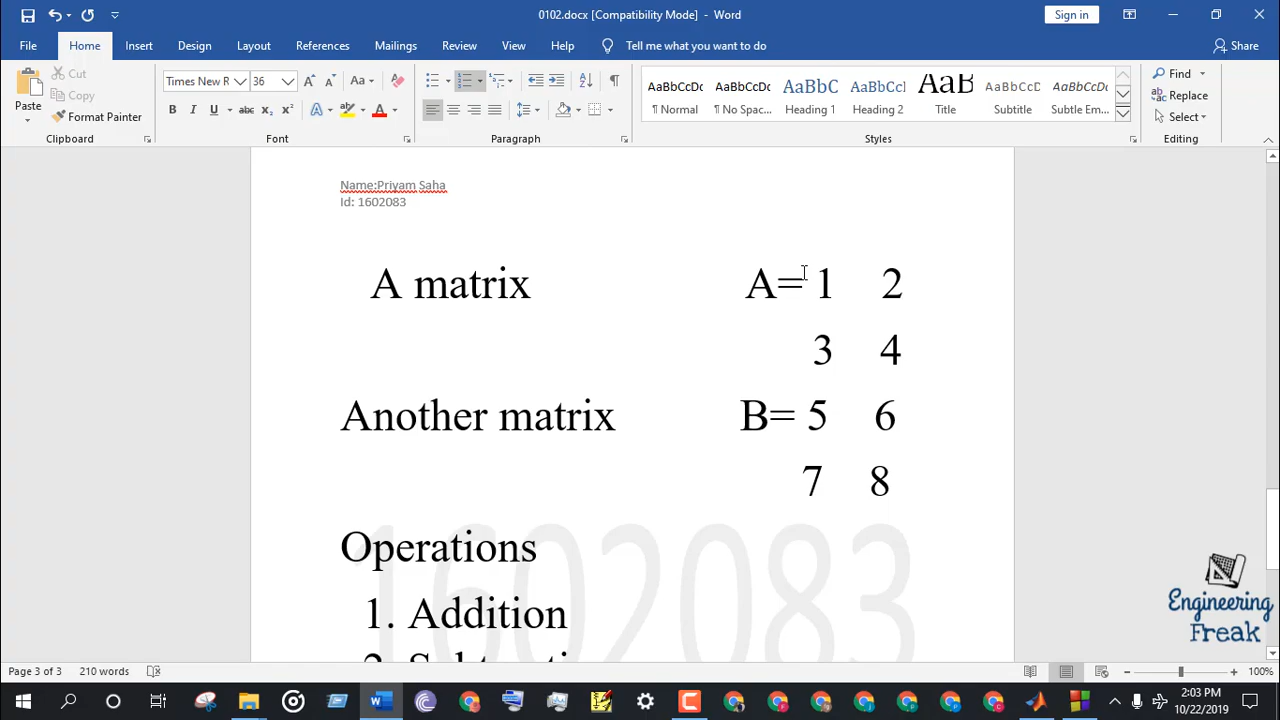 0102.docx [Compatibility Mode] - Word
Sign in
File Home Insert Design Layout References Mailings Review View Help Tell me what you want to do Share
Paste
Cut
Copy
Format Painter
Clipboard
Times New R 36
Font
Paragraph
AaBbCcDc AaBbCcDc AaBbC AaBbCcI AaB AaBbCcD AaBbCcDc
¶ Normal ¶ No Spac... Heading 1 Heading 2 Title Subtitle Subtle Em...
Styles
Find
Replace
Select
Editing
Name:Priyam Saha
Id: 1602083
A matrix A= 1 2
3 4
Another matrix B= 5 6
7 8
Operations
1. Addition
1602083
Engineering
Freak
Page 3 of 3 210 words 100%
2:03 PM
10/22/2019